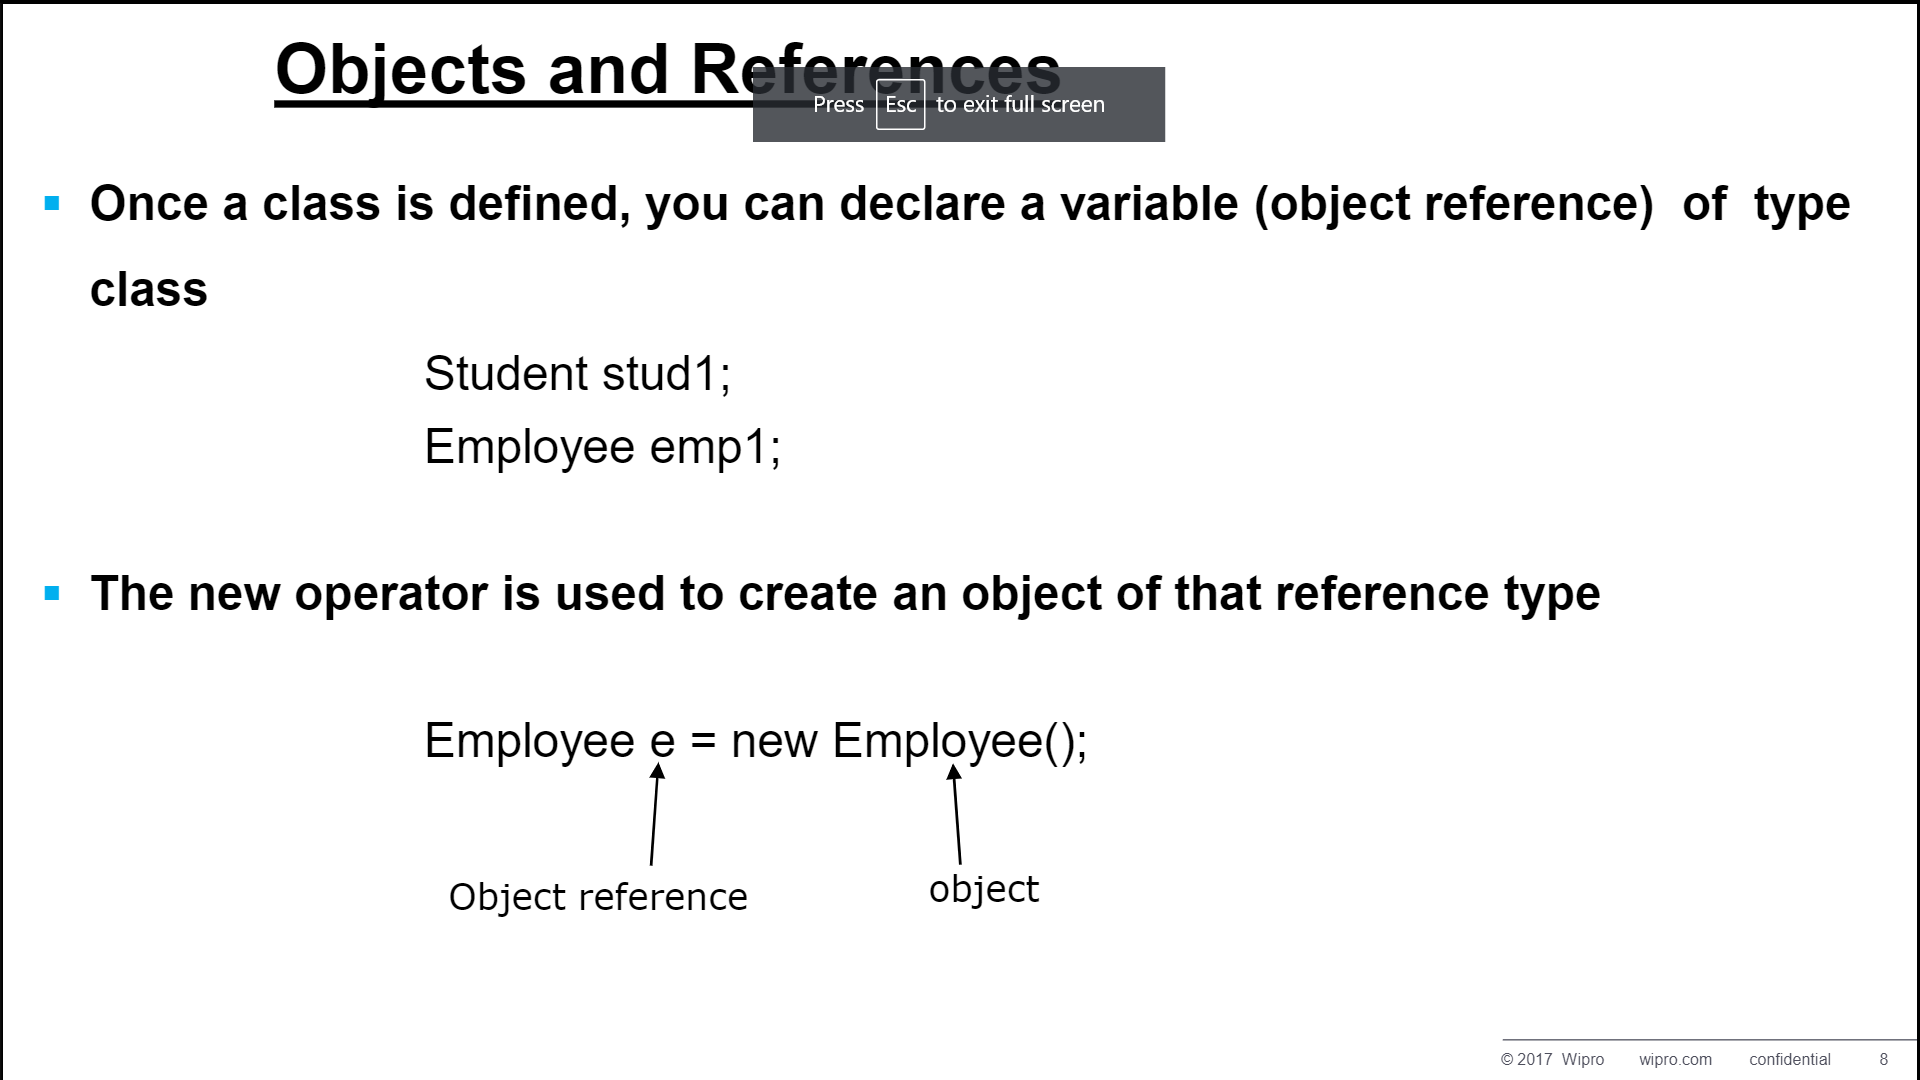 Objects and References
Press Esc to exit full screen
Once a class is defined, you can declare a variable (object reference) of type
class
Student stud1;
Employee emp1;
The new operator is used to create an object of that reference type
Employee e = new Employee();
Object reference
object
© 2017 Wipro wipro.com confidential 8